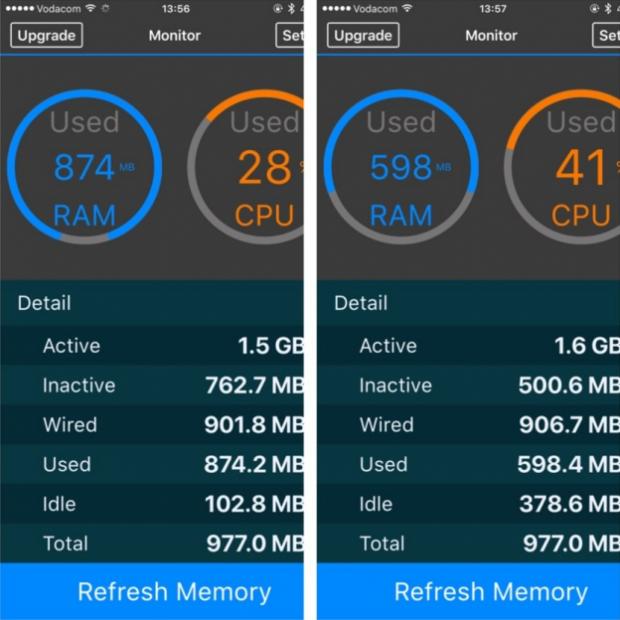 Vodacom 13:56
Upgrade Monitor Set
Used
874 MB
RAM
Used
28
CPU
Detail
Active 1.5 GB
Inactive 762.7 MB
Wired 901.8 MB
Used 874.2 MB
Idle 102.8 MB
Total 977.0 MB
Refresh Memory
Vodacom 13:57
Upgrade Monitor Set
Used
598 MB
RAM
Used
41
CPU
Detail
Active 1.6 GB
Inactive 500.6 MB
Wired 906.7 MB
Used 598.4 MB
Idle 378.6 MB
Total 977.0 MB
Refresh Memory